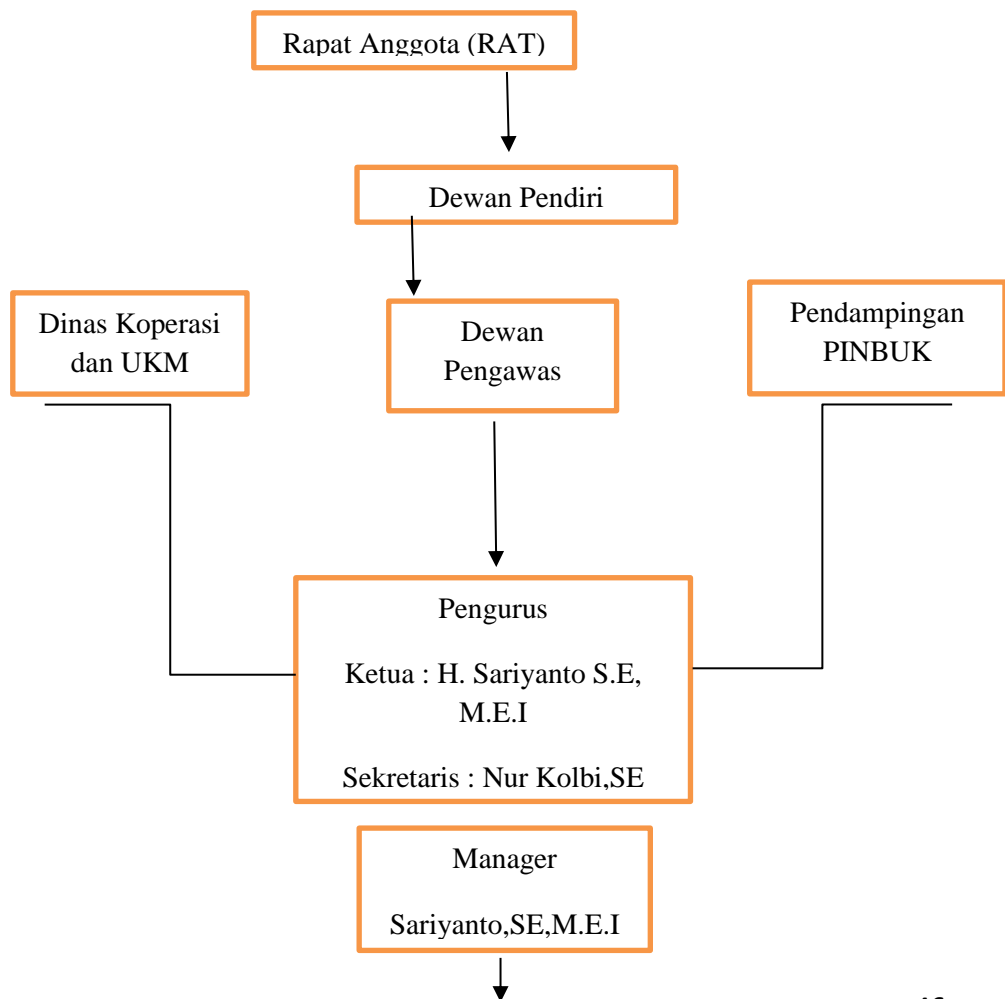 Rapat Anggota (RAT)
Dewan Pendiri
Dinas Koperasi
dan UKM
Dewan
Pengawas
Pendampingan
PINBUK
Pengurus
Ketua : H. Sariyanto S.E,
M.E.I
Sekretaris : Nur Kolbi,SE
Manager
Sariyanto,SE,M.E.I